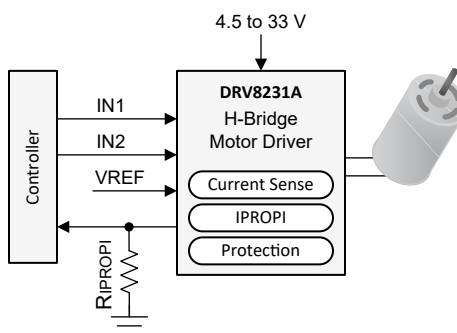 4.5 to 33 V
DRV8231A
H-Bridge
Motor Driver
Controller
IN1
IN2
VREF
Current Sense
IPROPI
Protection
RIPROPI